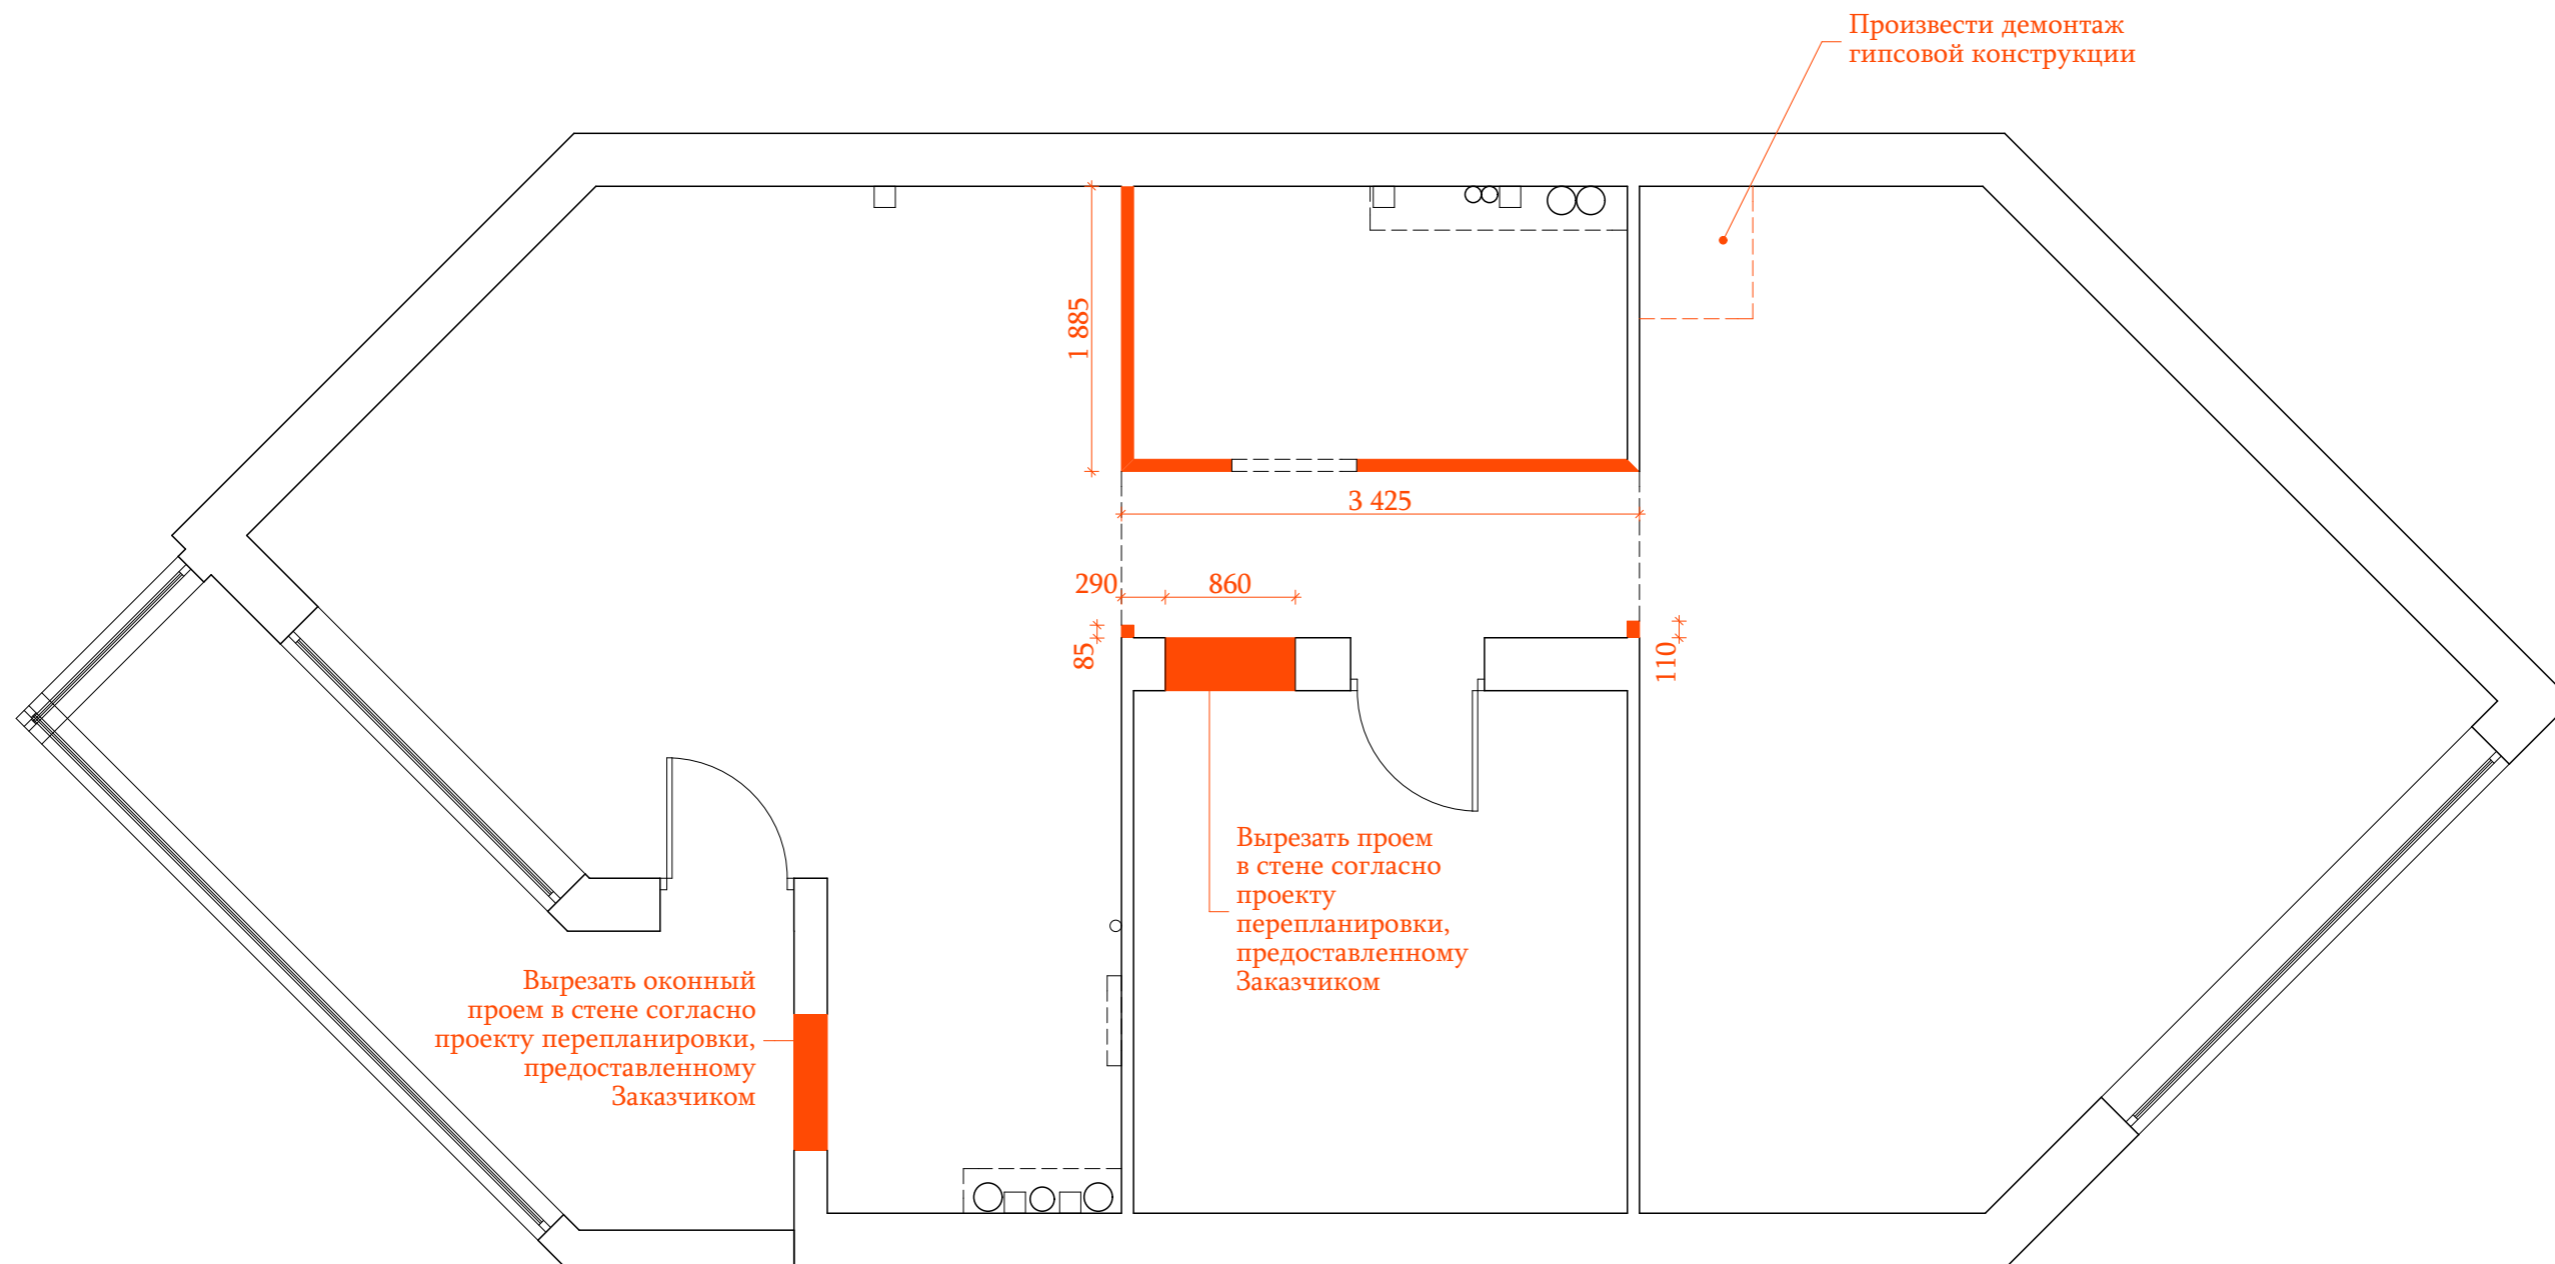 Произвести демонтаж
гипсовой конструкции
1 885
3 425
290
860
85
110
Вырезать проем
в стене согласно
проекту
перепланировки,
предоставленному
Заказчиком
Вырезать оконный
проем в стене согласно
проекту перепланировки,
предоставленному
Заказчиком